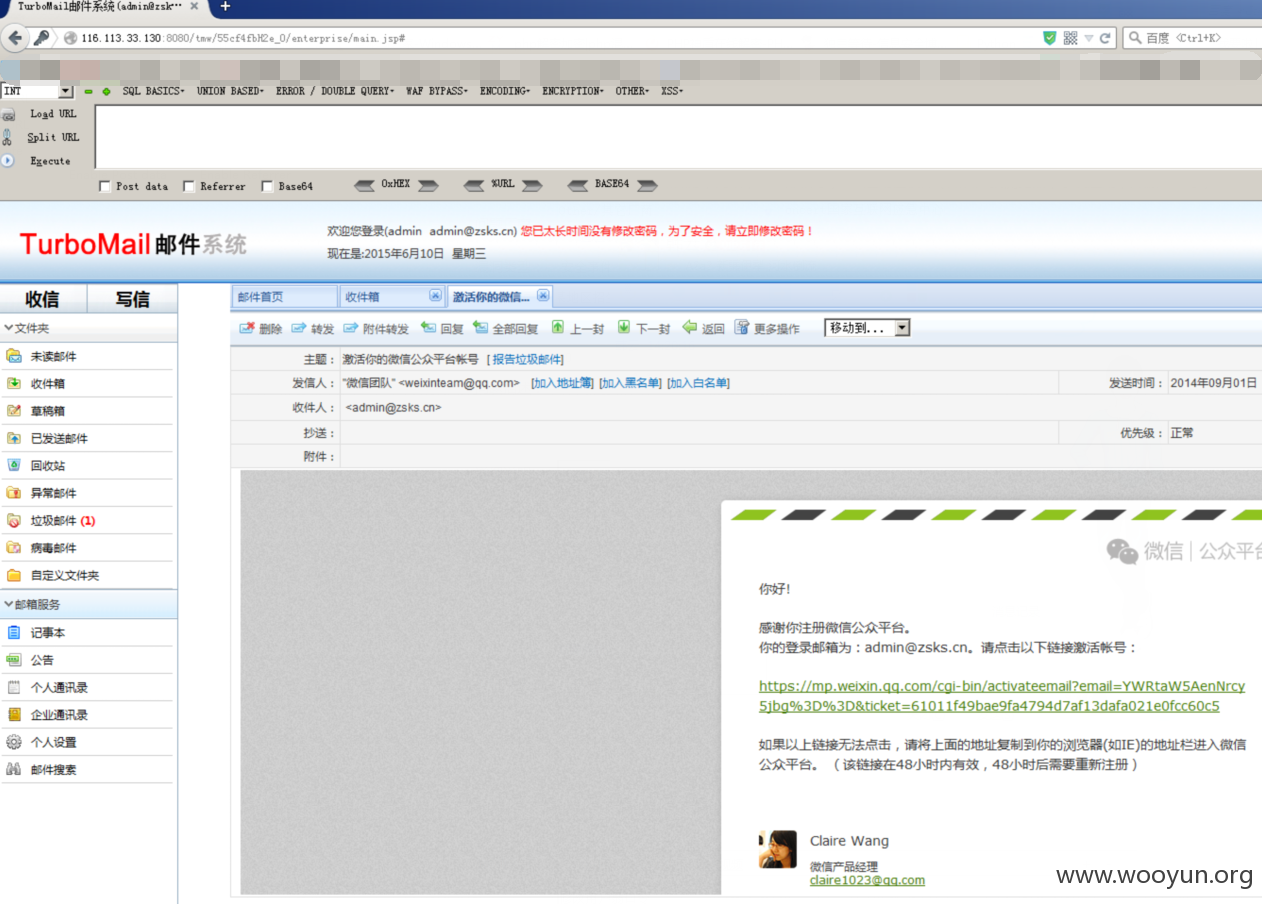 TurboMail邮件系统(admin@zsk...
116.113.33.130:8080/tmw/55cf4fbH2e_0/enterprise/main.jsp#
百度 <Ctrl+K>
INT SQL BASICS UNION BASED ERROR / DOUBLE QUERY WAF BYPASS ENCODING ENCRYPTION OTHER XSS
Load URL
Split URL
Execute
Post data Referrer Base64 0xHEX %URL BASE64
TurboMail 邮件系统
欢迎您登录(admin admin@zsks.cn) 您已太长时间没有修改密码，为了安全，请立即修改密码！
现在是:2015年6月10日 星期三
收信 写信
邮件首页 收件箱 激活你的微信...
文件夹
删除 转发 附件转发 回复 全部回复 上一封 下一封 返回 更多操作 移动到...
未读邮件
收件箱
草稿箱
已发送邮件
回收站
异常邮件
垃圾邮件 (1)
病毒邮件
自定义文件夹
邮箱服务
记事本
公告
个人通讯录
企业通讯录
个人设置
邮件搜索
主题： 激活你的微信公众平台帐号 [报告垃圾邮件]
发信人： "微信团队" <weixinteam@qq.com> [加入地址簿] [加入黑名单] [加入白名单] 发送时间： 2014年09月01日
收件人： <admin@zsks.cn>
抄送： 优先级： 正常
附件：
微信 | 公众平台
你好!
感谢你注册微信公众平台。
你的登录邮箱为：admin@zsks.cn。请点击以下链接激活帐号：
https://mp.weixin.qq.com/cgi-bin/activateemail?email=YWRtaW5AenNrcy
5jbg%3D%3D&ticket=61011f49bae9fa4794d7af13dafa021e0fcc60c5
如果以上链接无法点击，请将上面的地址复制到你的浏览器(如IE)的地址栏进入微信
公众平台。（该链接在48小时内有效，48小时后需要重新注册）
Claire Wang
微信产品经理
claire1023@qq.com
www.wooyun.org